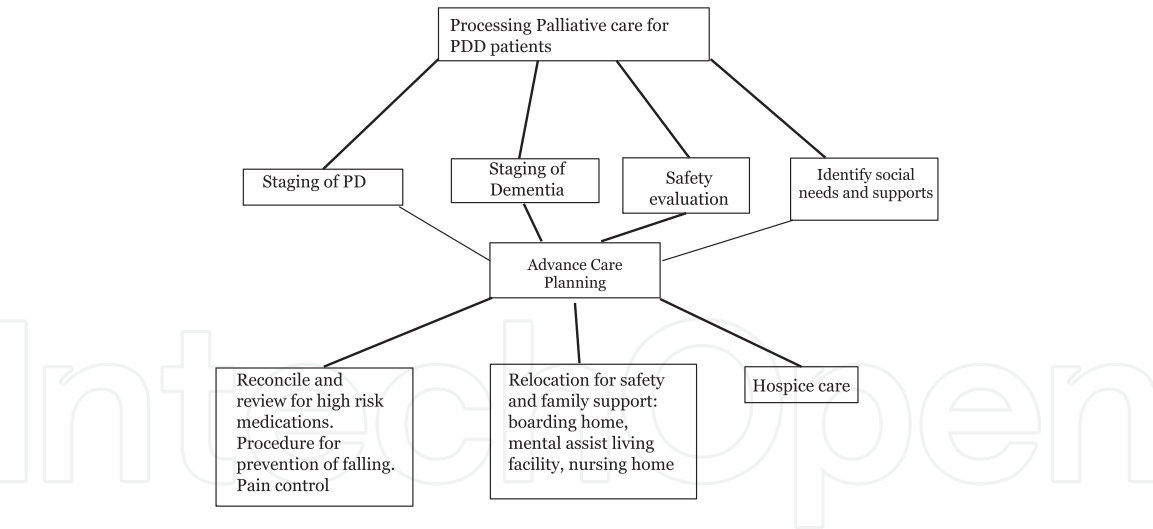 Processing Palliative care for
PDD patients
Staging of PD
Staging of
Dementia
Safety
evaluation
Identify social
needs and supports
Advance Care
Planning
Reconcile and
review for high risk
medications.
Procedure for
prevention of falling.
Pain control
Relocation for safety
and family support:
boarding home,
mental assist living
facility, nursing home
Hospice care
IntechOpen